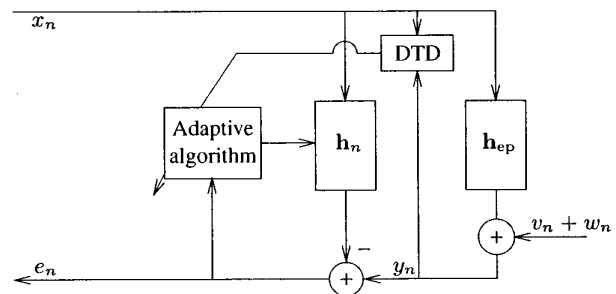 x_n
DTD
Adaptive
algorithm
h_n
h_ep
+
v_n + w_n
−
e_n
+
y_n